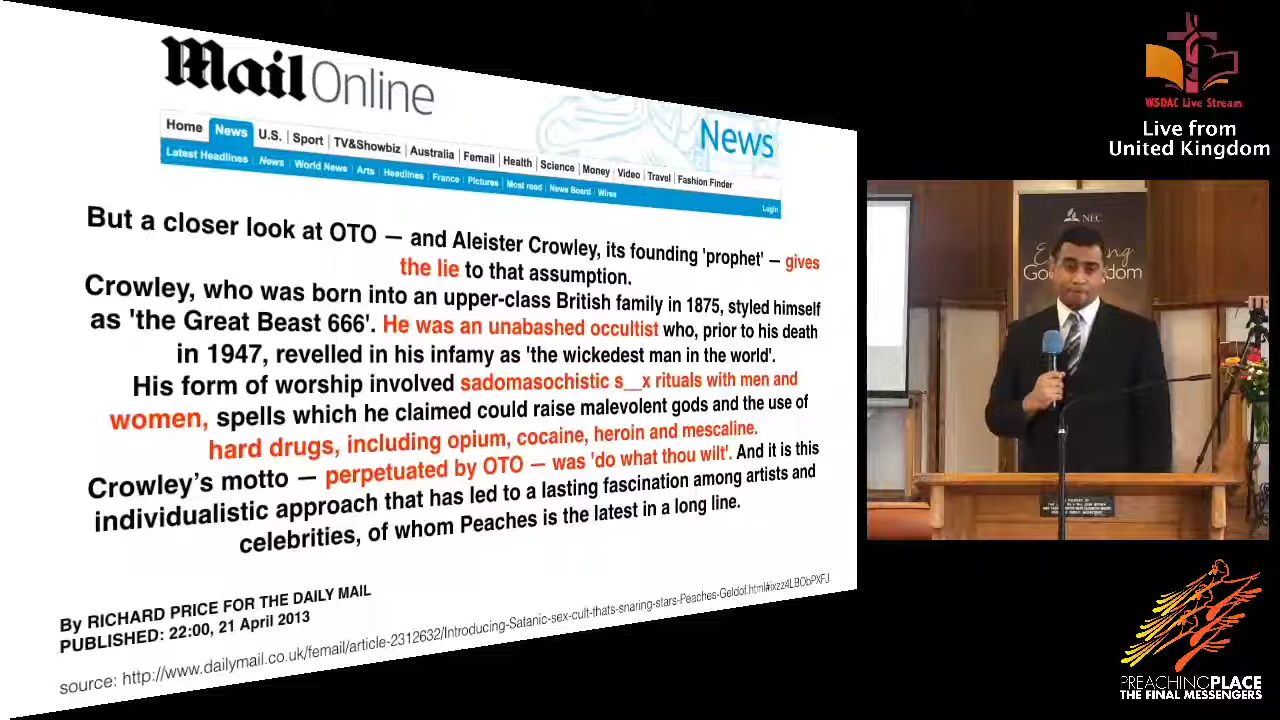 Mail Online
News
Home News U.S. Sport TV&Showbiz Australia Femail Health Science Money Video Travel Fashion Finder
Latest Headlines News World News Arts Headlines France Pictures Most read News Board Wires
Login
But a closer look at OTO — and Aleister Crowley, its founding 'prophet' — gives
the lie to that assumption.
Crowley, who was born into an upper-class British family in 1875, styled himself
as 'the Great Beast 666'. He was an unabashed occultist who, prior to his death
in 1947, revelled in his infamy as 'the wickedest man in the world'.
His form of worship involved sadomasochistic s__x rituals with men and
women, spells which he claimed could raise malevolent gods and the use of
hard drugs, including opium, cocaine, heroin and mescaline.
Crowley's motto — perpetuated by OTO — was 'do what thou wilt'. And it is this
individualistic approach that has led to a lasting fascination among artists and
celebrities, of whom Peaches is the latest in a long line.
By RICHARD PRICE FOR THE DAILY MAIL
PUBLISHED: 22:00, 21 April 2013
source: http://www.dailymail.co.uk/femail/article-2312632/Introducing-Satanic-sex-cult-thats-snaring-stars-Peaches-Geldof.html#ixzz4LBObPXFJ
WSDAC Live Stream
Live from
United Kingdom
NEC
PREACHINGPLACE
THE FINAL MESSENGERS